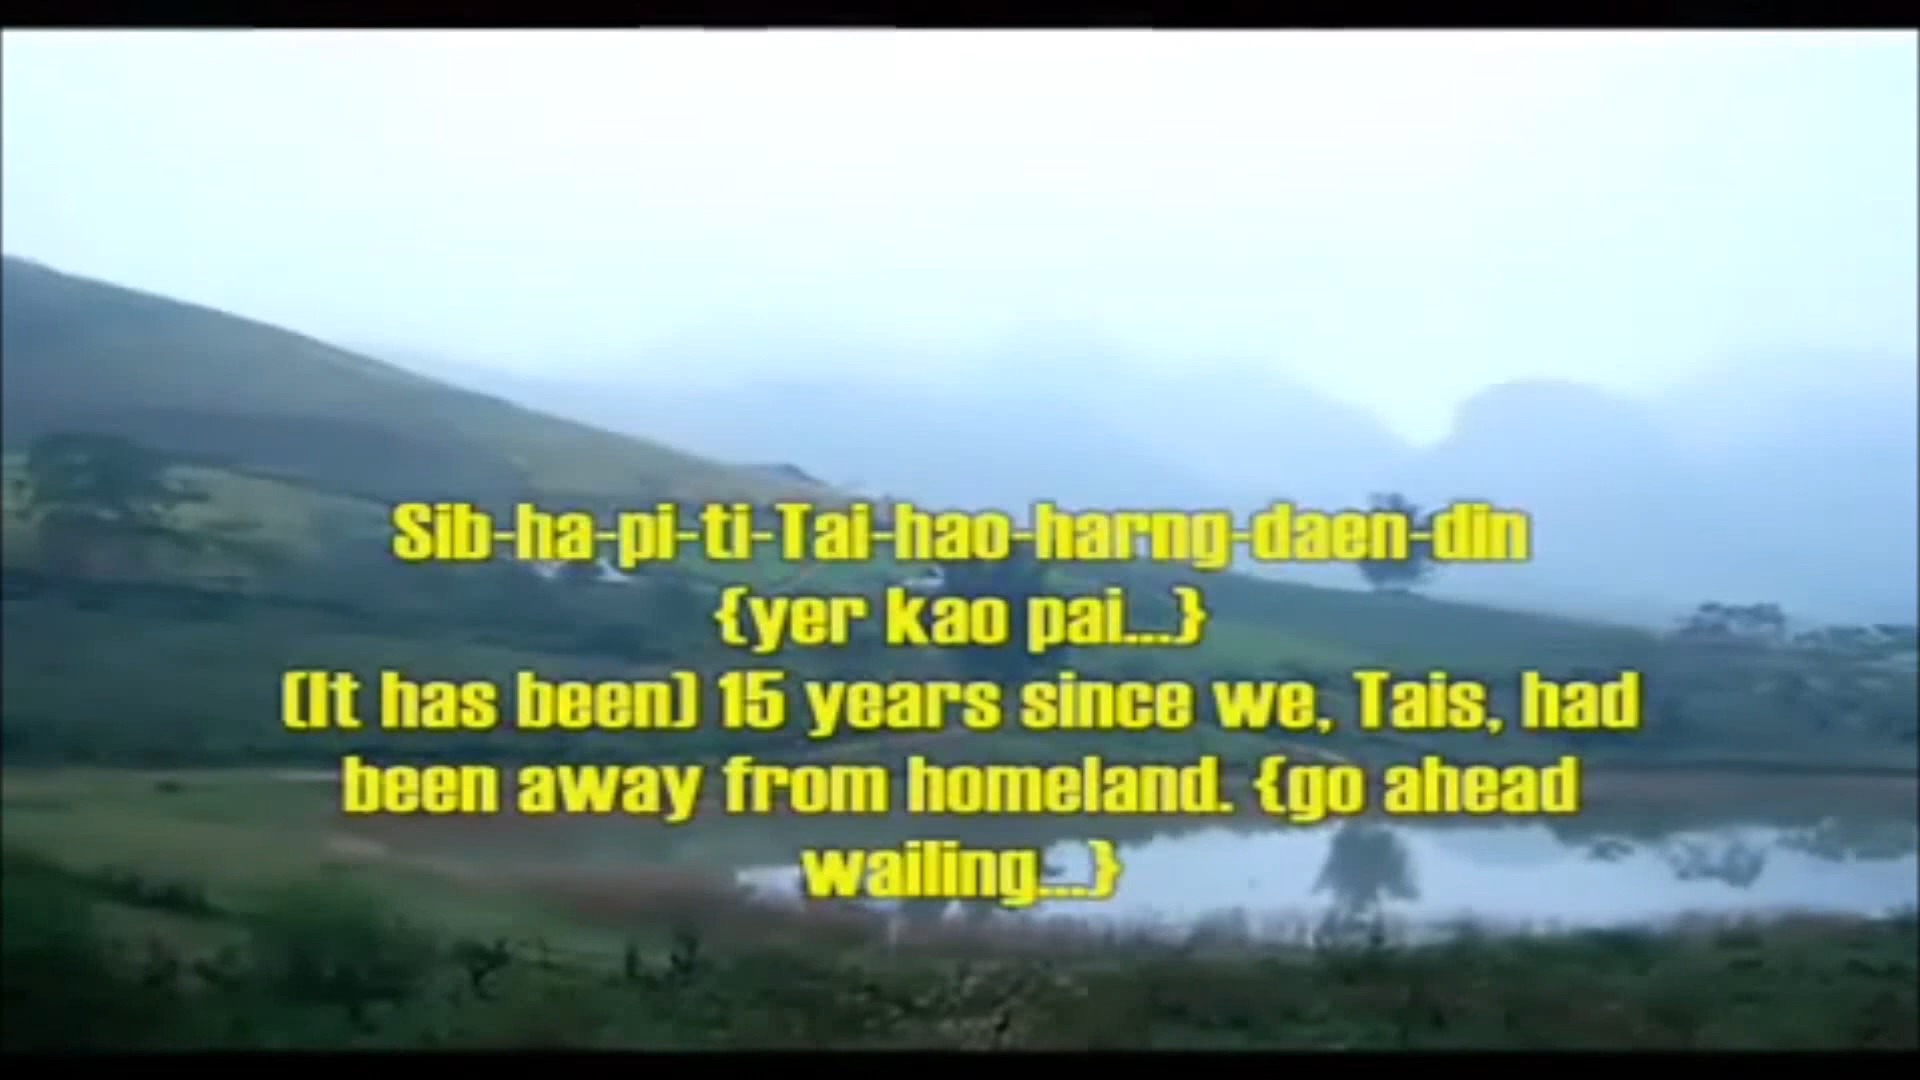 Sib-ha-pi-ti-Tai-hao-harng-daen-din
{yer kao pai...}
(It has been) 15 years since we, Tais, had
been away from homeland. {go ahead
wailing...}